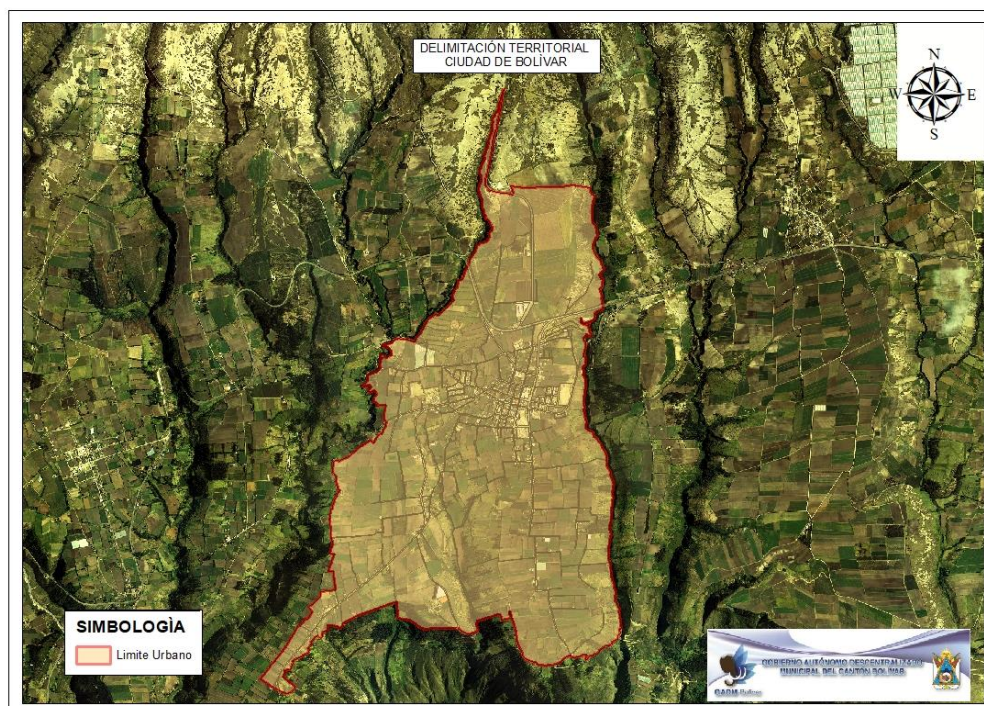 DELIMITACIÓN TERRITORIAL
CIUDAD DE BOLÌVAR
N
W E
S
SIMBOLOGÌA
Limite Urbano
GOBIERNO AUTÓNOMO DESCENTRALIZADO
MUNICIPAL DEL CANTÓN BOLÍVAR
GADM Bolívar